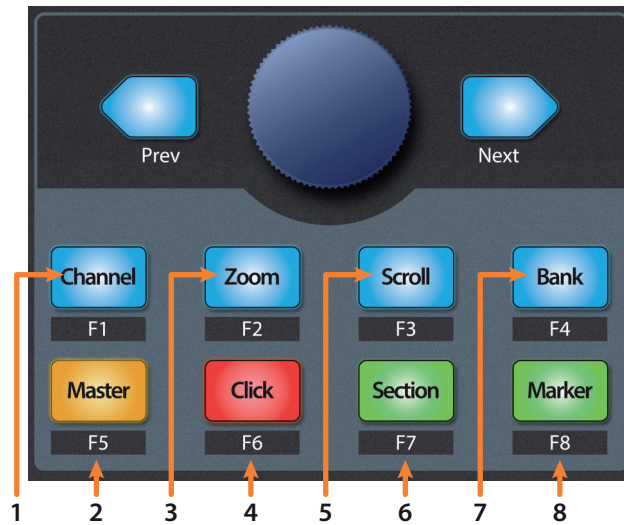 Prev Next
Channel Zoom Scroll Bank
F1 F2 F3 F4
Master Click Section Marker
F5 F6 F7 F8
1 2 3 4 5 6 7 8